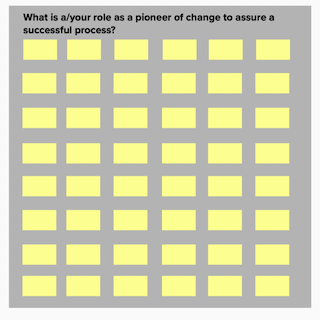 What is a/your role as a pioneer of change to assure a
successful process?